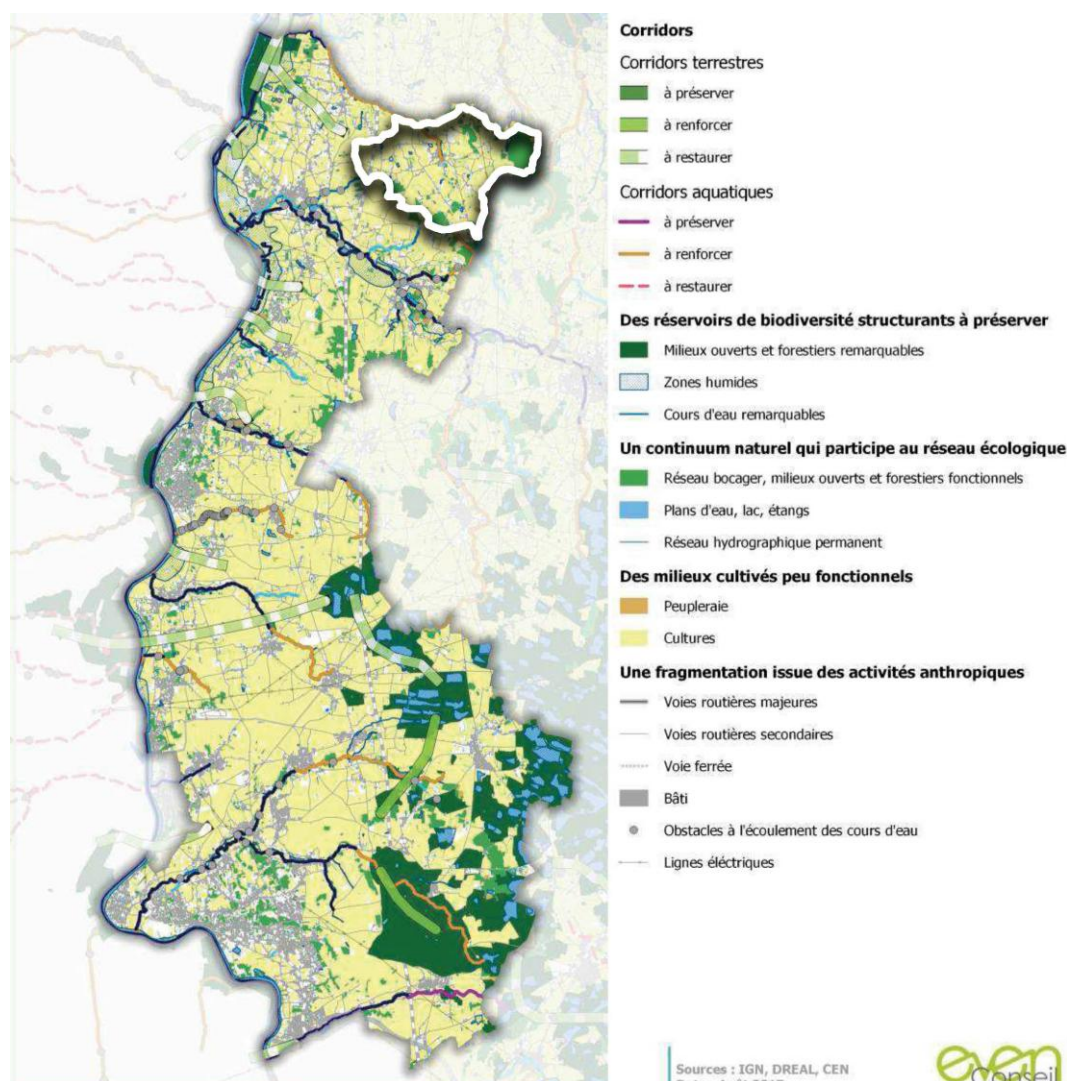 Corridors
Corridors terrestres
à préserver
à renforcer
à restaurer
Corridors aquatiques
à préserver
à renforcer
à restaurer
Des réservoirs de biodiversité structurants à préserver
Milieux ouverts et forestiers remarquables
Zones humides
Cours d'eau remarquables
Un continuum naturel qui participe au réseau écologique
Réseau bocager, milieux ouverts et forestiers fonctionnels
Plans d'eau, lac, étangs
Réseau hydrographique permanent
Des milieux cultivés peu fonctionnels
Peupleraie
Cultures
Une fragmentation issue des activités anthropiques
Voies routières majeures
Voies routières secondaires
Voie ferrée
Bâti
Obstacles à l'écoulement des cours d'eau
Lignes éléctriques
Sources : IGN, DREAL, CEN
even
Conseil